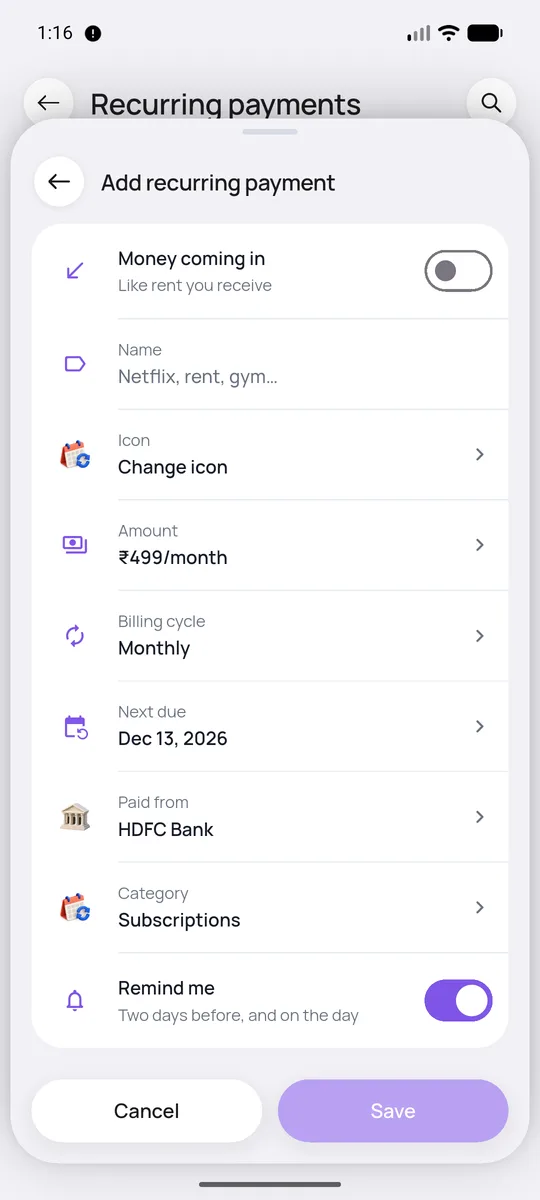 1:16
Recurring payments
Add recurring payment
Money coming in
Like rent you receive
Name
Netflix, rent, gym...
Icon
Change icon
Amount
₹499/month
Billing cycle
Monthly
Next due
Dec 13, 2026
Paid from
HDFC Bank
Category
Subscriptions
Remind me
Two days before, and on the day
Cancel
Save